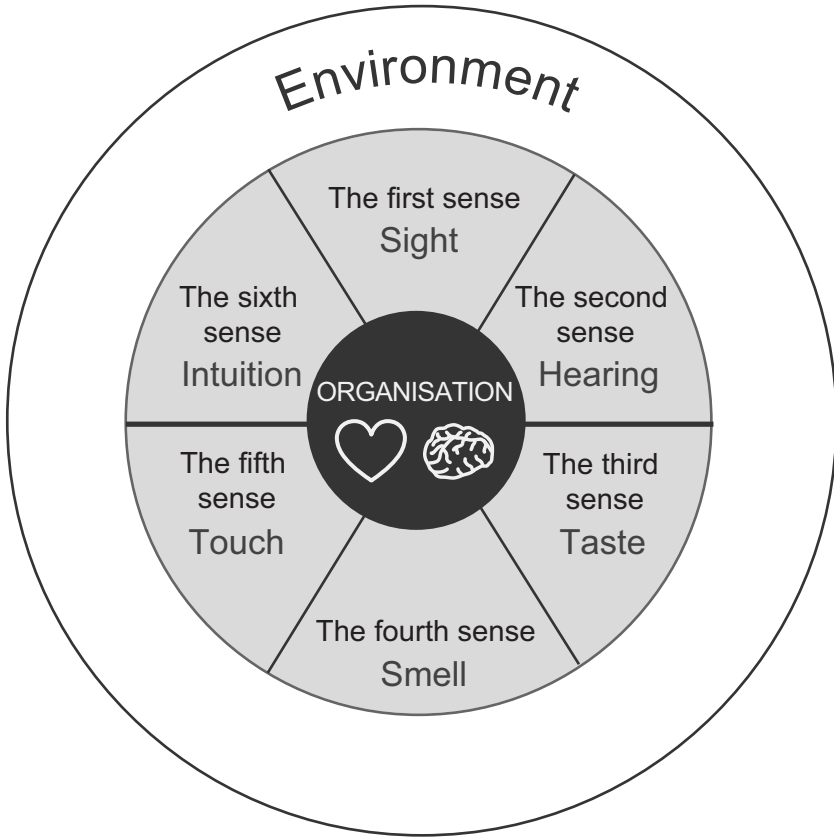 Environment
The first sense
Sight
The second
sense
Hearing
The third
sense
Taste
The fourth sense
Smell
The fifth
sense
Touch
The sixth
sense
Intuition
ORGANISATION